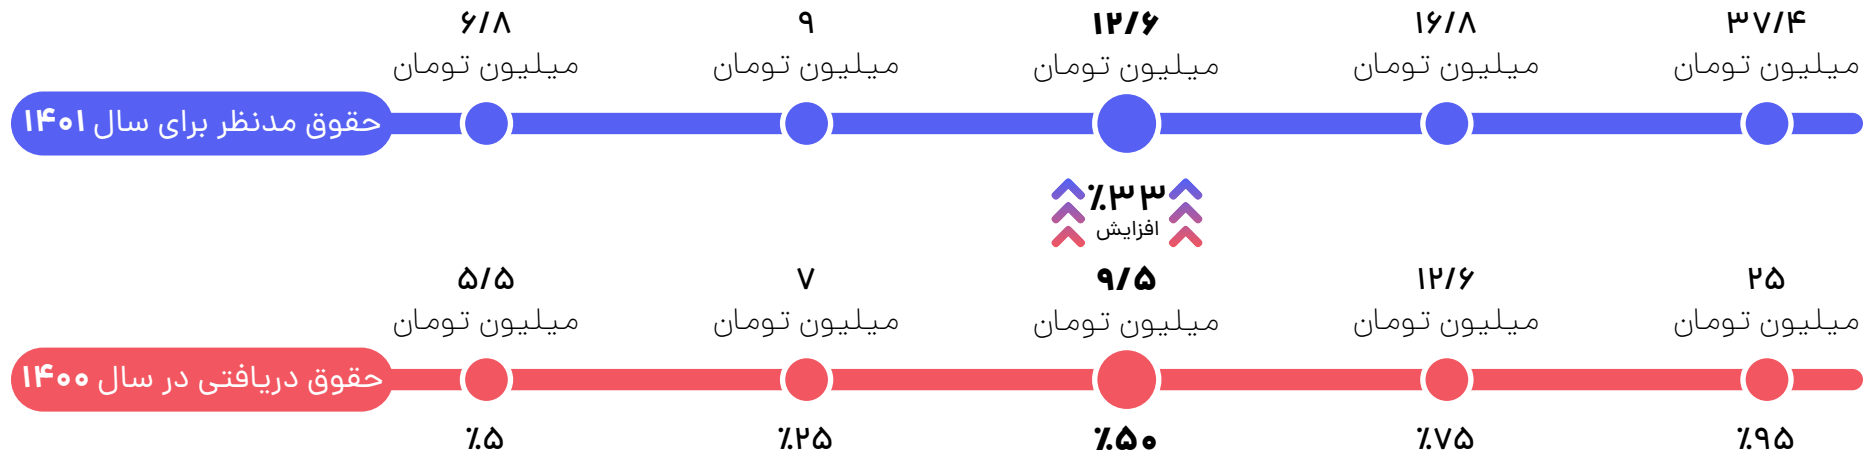 ۶/۸
میلیون تومان
۹
میلیون تومان
۱۲/۶
میلیون تومان
۱۶/۸
میلیون تومان
۳۷/۴
میلیون تومان
حقوق مدنظر برای سال ۱۴۰۱
٪۳۳
افزایش
۵/۵
میلیون تومان
۷
میلیون تومان
۹/۵
میلیون تومان
۱۲/۶
میلیون تومان
۲۵
میلیون تومان
حقوق دریافتی در سال ۱۴۰۰
٪۵
٪۲۵
٪۵۰
٪۷۵
٪۹۵